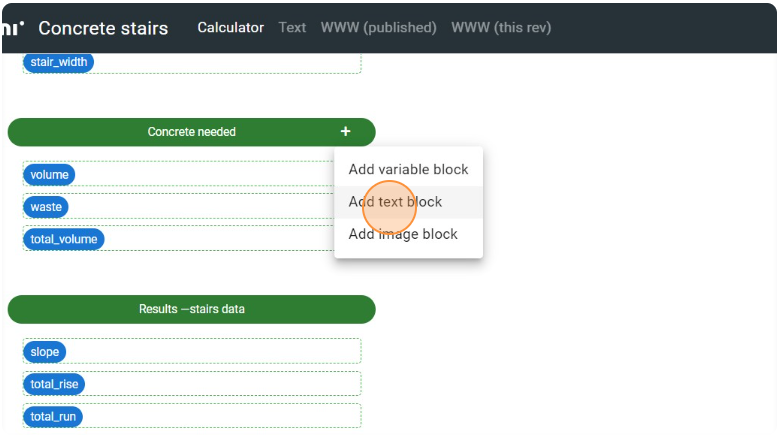 Concrete stairs Calculator Text WWW (published) WWW (this rev)
stair_width
Concrete needed +
Add variable block
volume
Add text block
waste
Add image block
total_volume
Results —stairs data
slope
total_rise
total_run